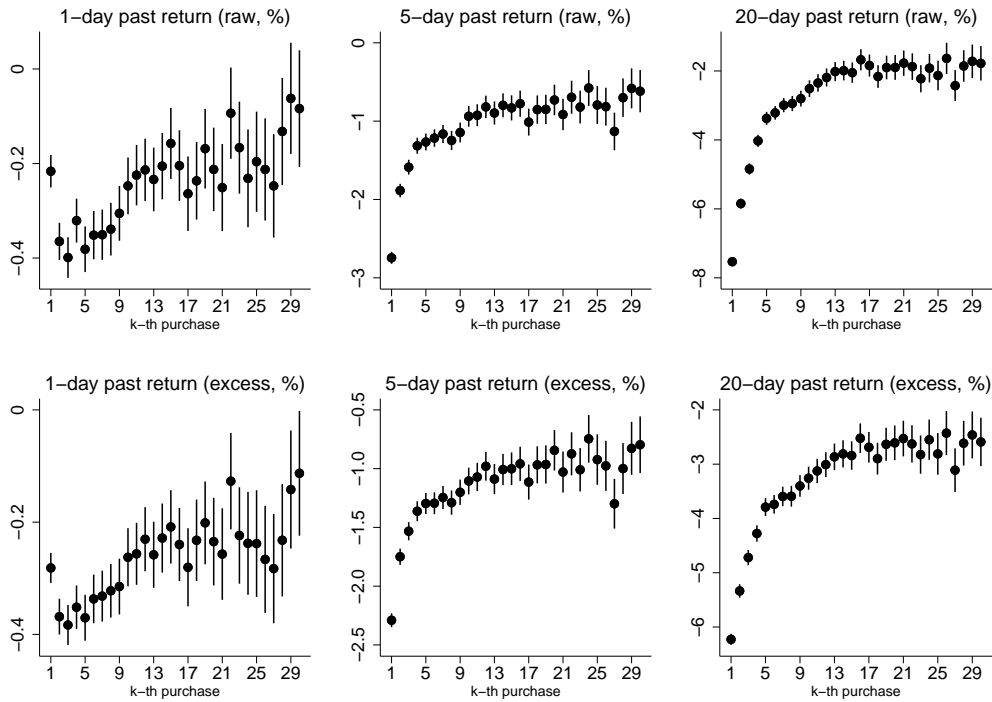 1−day past return (raw, %)
0
−0.2
−0.4
1 5 9 13 17 21 25 29
k−th purchase
5−day past return (raw, %)
0
−1
−2
−3
1 5 9 13 17 21 25 29
k−th purchase
20−day past return (raw, %)
−2
−4
−6
−8
1 5 9 13 17 21 25 29
k−th purchase
1−day past return (excess, %)
0
−0.2
−0.4
1 5 9 13 17 21 25 29
k−th purchase
5−day past return (excess, %)
−0.5
−1.0
−1.5
−2.0
−2.5
1 5 9 13 17 21 25 29
k−th purchase
20−day past return (excess, %)
−2
−3
−4
−5
−6
1 5 9 13 17 21 25 29
k−th purchase